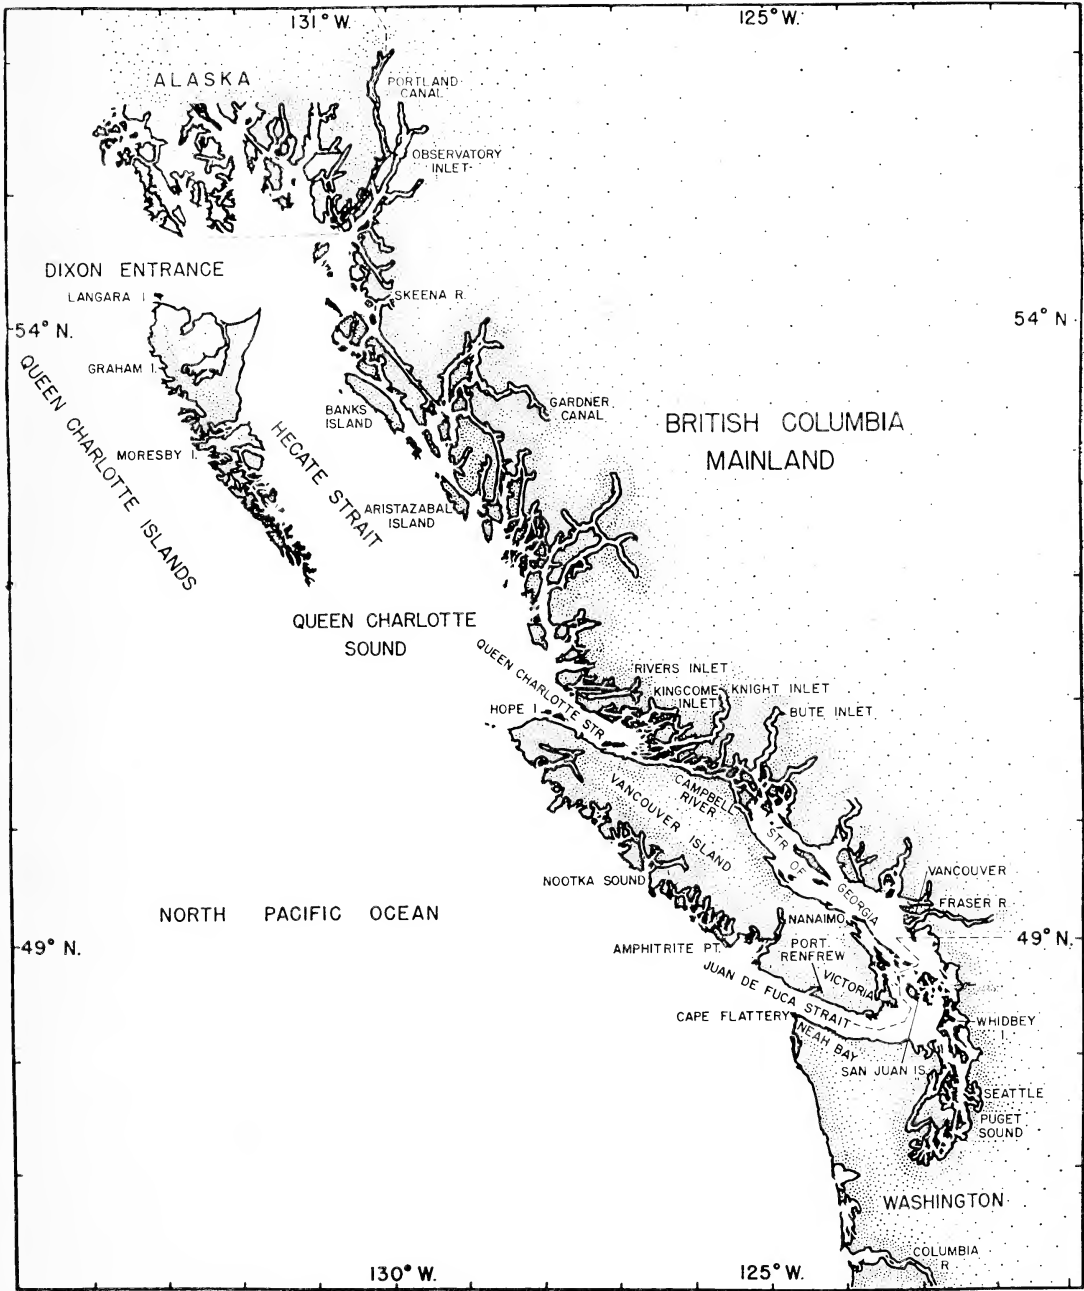 131° W.
125° W.
ALASKA
PORTLAND
CANAL
OBSERVATORY
INLET
DIXON ENTRANCE
LANGARA I.
SKEENA R.
54° N.
54° N
GRAHAM I.
QUEEN CHARLOTTE ISLANDS
BANKS
ISLAND
GARDNER
CANAL
BRITISH COLUMBIA
MAINLAND
MORESBY I.
HECATE STRAIT
ARISTAZABAL
ISLAND
QUEEN CHARLOTTE
SOUND
QUEEN CHARLOTTE STR.
RIVERS INLET
KINGCOME
INLET
KNIGHT INLET
BUTE INLET
HOPE I.
CAMPBELL
RIVER
VANCOUVER ISLAND
STR OF GEORGIA
NOOTKA SOUND
VANCOUVER
FRASER R.
NORTH PACIFIC OCEAN
NANAIMO
49° N.
49° N.
AMPHITRITE PT.
PORT
RENFREW
VICTORIA
JUAN DE FUCA STRAIT
CAPE FLATTERY
NEAH BAY
WHIDBEY
I.
SAN JUAN IS.
SEATTLE
PUGET
SOUND
WASHINGTON
COLUMBIA
R
130° W.
125° W.